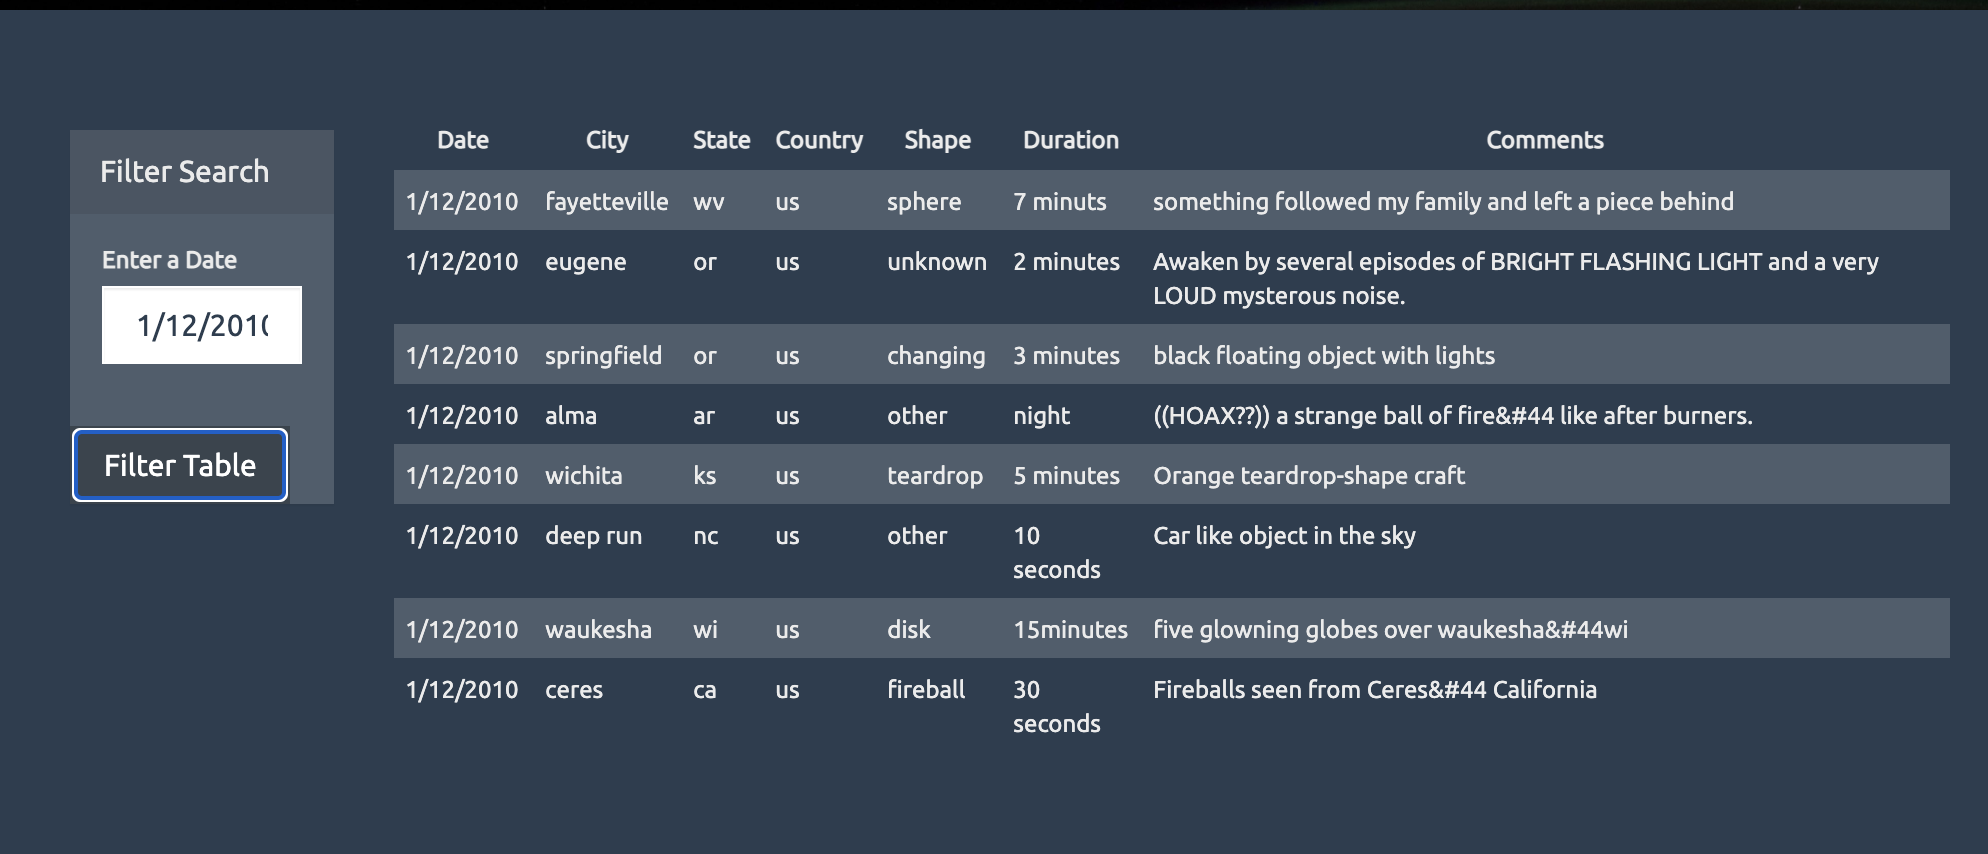 Filter Search
Enter a Date
1/12/2010
Filter Table
Date City State Country Shape Duration Comments
1/12/2010 fayetteville wv us sphere 7 minuts something followed my family and left a piece behind
1/12/2010 eugene or us unknown 2 minutes Awaken by several episodes of BRIGHT FLASHING LIGHT and a very
LOUD mysterous noise.
1/12/2010 springfield or us changing 3 minutes black floating object with lights
1/12/2010 alma ar us other night ((HOAX??)) a strange ball of fire&#44 like after burners.
1/12/2010 wichita ks us teardrop 5 minutes Orange teardrop-shape craft
1/12/2010 deep run nc us other 10 Car like object in the sky
seconds
1/12/2010 waukesha wi us disk 15minutes five glowning globes over waukesha&#44wi
1/12/2010 ceres ca us fireball 30 Fireballs seen from Ceres&#44 California
seconds